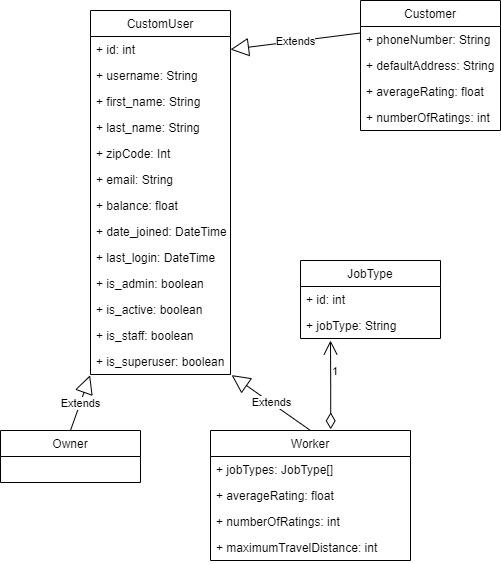 CustomUser
+ id: int
+ username: String
+ first_name: String
+ last_name: String
+ zipCode: Int
+ email: String
+ balance: float
+ date_joined: DateTime
+ last_login: DateTime
+ is_admin: boolean
+ is_active: boolean
+ is_staff: boolean
+ is_superuser: boolean
Extends
Customer
+ phoneNumber: String
+ defaultAddress: String
+ averageRating: float
+ numberOfRatings: int
JobType
+ id: int
+ jobType: String
1
Extends
Extends
Owner
Worker
+ jobTypes: JobType[]
+ averageRating: float
+ numberOfRatings: int
+ maximumTravelDistance: int